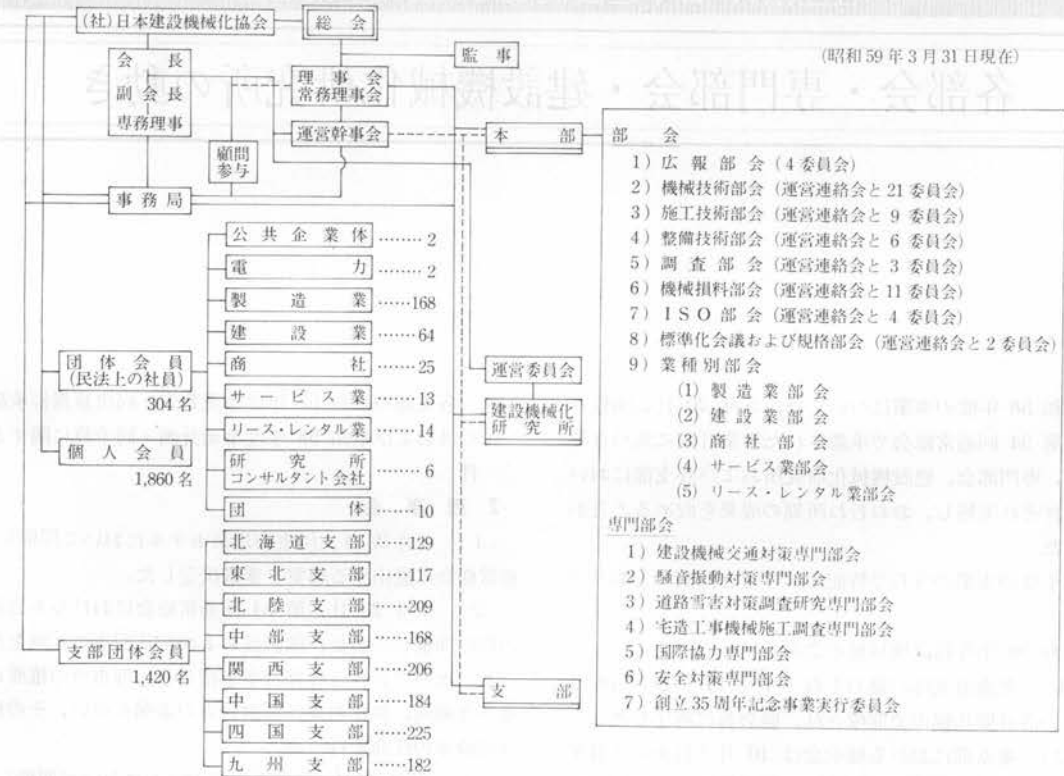 (社)日本建設機械化協会
総会
監事
(昭和59年3月31日現在)
会長
副会長
専務理事
理事会
常務理事会
運営幹事会
顧問
参与
事務局
本部
部会
1) 広報部会 (4委員会)
2) 機械技術部会 (運営連絡会と21委員会)
3) 施工技術部会 (運営連絡会と 9 委員会)
4) 整備技術部会 (運営連絡会と 6 委員会)
5) 調査部会 (運営連絡会と 3 委員会)
6) 機械損料部会 (運営連絡会と11委員会)
7) ISO部会 (運営連絡会と 4 委員会)
8) 標準化会議および規格部会 (運営連絡会と2委員会)
9) 業種別部会
(1) 製造業部会
(2) 建設業部会
(3) 商社部会
(4) サービス業部会
(5) リース・レンタル業部会
専門部会
1) 建設機械交通対策専門部会
2) 騒音振動対策専門部会
3) 道路雪害対策調査研究専門部会
4) 宅造工事機械施工調査専門部会
5) 国際協力専門部会
6) 安全対策専門部会
7) 創立35周年記念事業実行委員会
団体会員
(民法上の社員)
304名
個人会員
1,860名
公共企業体………2
電力………2
製造業……168
建設業……64
商社……25
サービス業……13
リース・レンタル業……14
研究所
コンサルタント会社……6
団体……10
運営委員会
建設機械化
研究所
支部団体会員
1,420名
北海道支部……129
東北支部……117
北陸支部……209
中部支部……168
関西支部……206
中国支部……184
四国支部……225
九州支部……182
支部